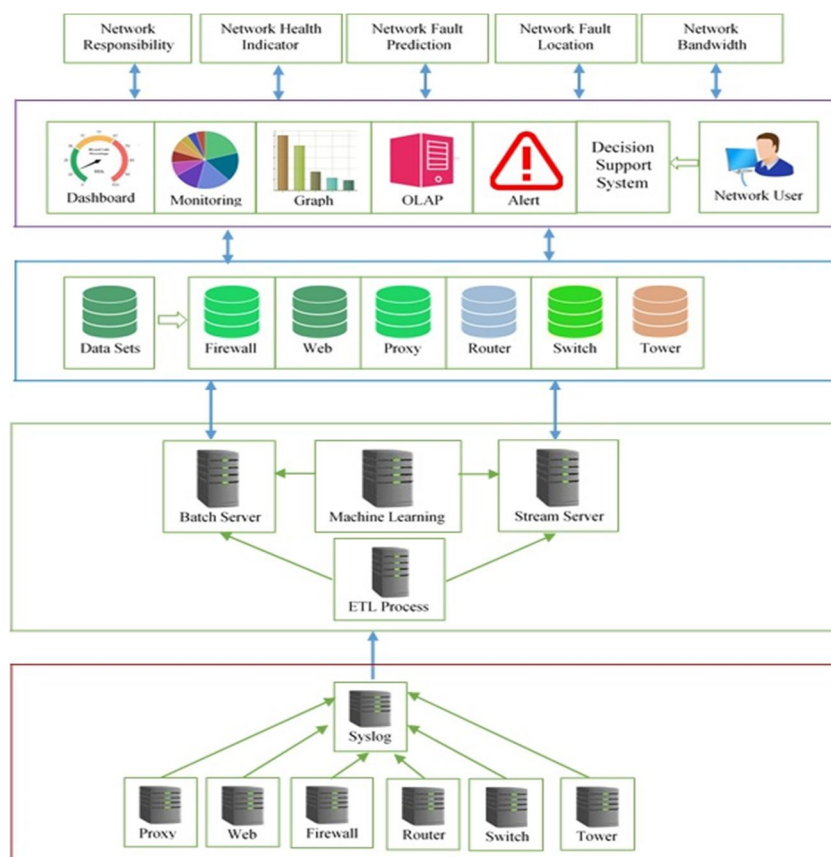 Network
Responsibility
Network Health
Indicator
Network Fault
Prediction
Network Fault
Location
Network
Bandwidth
Dashboard
Monitoring
Graph
OLAP
Alert
Decision
Support
System
Network User
Data Sets
Firewall
Web
Proxy
Router
Switch
Tower
Batch Server
Machine Learning
Stream Server
ETL Process
Syslog
Proxy
Web
Firewall
Router
Switch
Tower